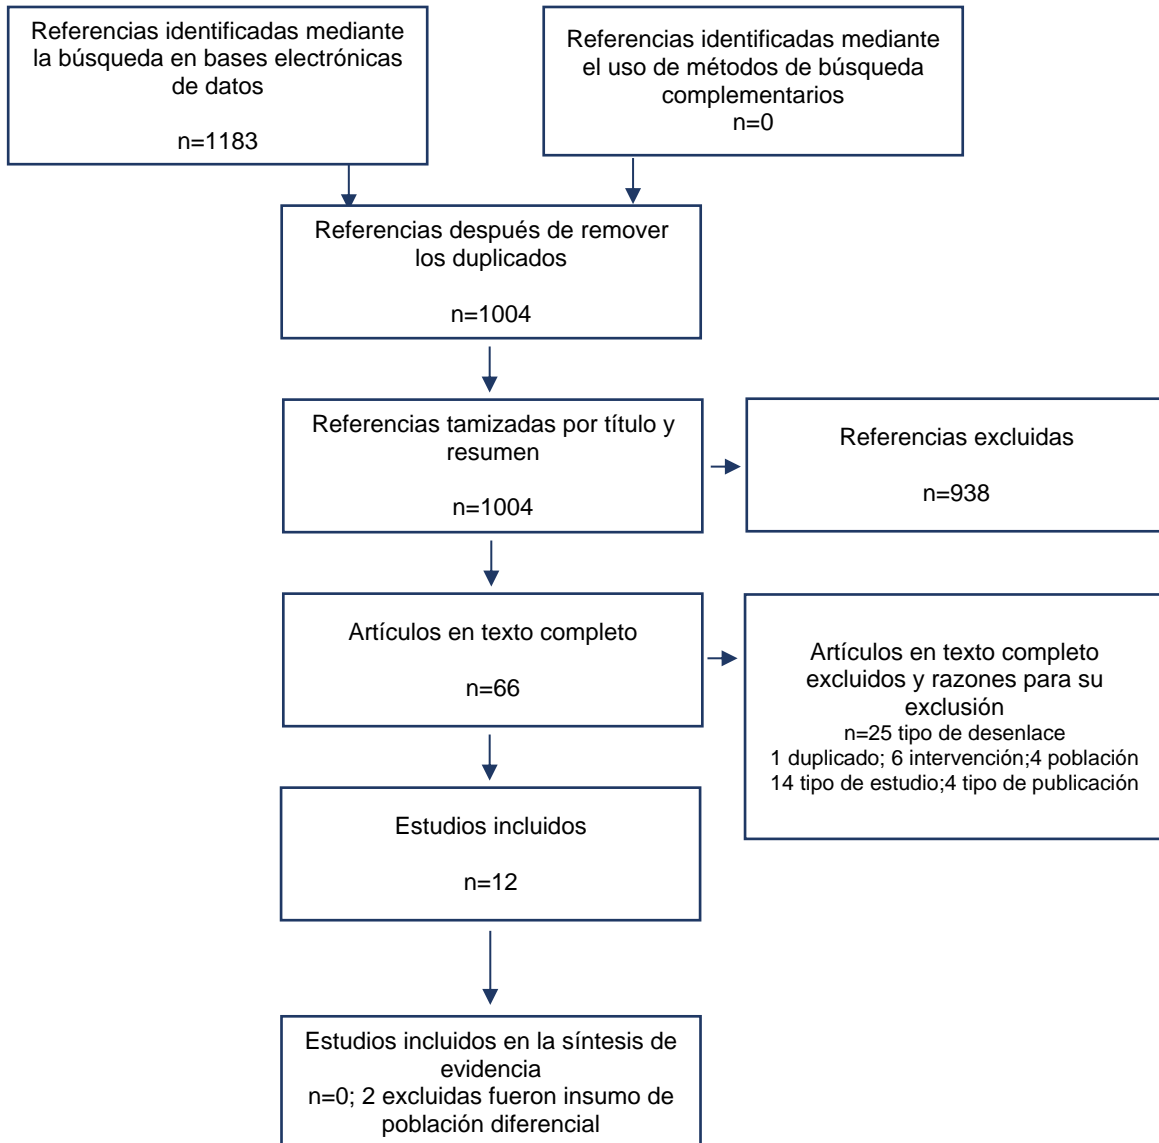 Referencias identificadas mediante
la búsqueda en bases electrónicas
de datos
n=1183
Referencias identificadas mediante
el uso de métodos de búsqueda
complementarios
n=0
Referencias después de remover
los duplicados
n=1004
Referencias tamizadas por título y
resumen
n=1004
Referencias excluidas
n=938
Artículos en texto completo
n=66
Artículos en texto completo
excluidos y razones para su
exclusión
n=25 tipo de desenlace
1 duplicado; 6 intervención;4 población
14 tipo de estudio;4 tipo de publicación
Estudios incluidos
n=12
Estudios incluidos en la síntesis de
evidencia
n=0; 2 excluidas fueron insumo de
población diferencial